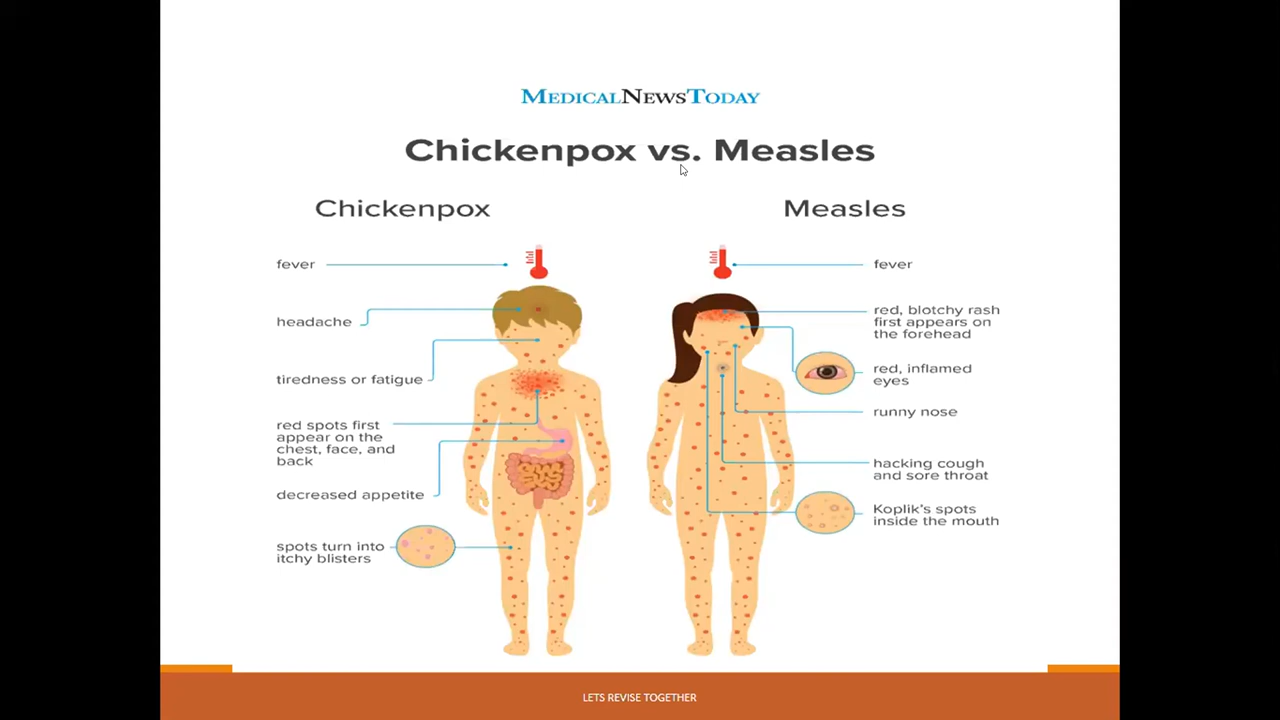 MEDICALNEWSTODAY
Chickenpox vs. Measles
Chickenpox
fever
headache
tiredness or fatigue
red spots first
appear on the
chest, face, and
back
decreased appetite
spots turn into
itchy blisters
Measles
fever
red, blotchy rash
first appears on
the forehead
red, inflamed
eyes
runny nose
hacking cough
and sore throat
Koplik's spots
inside the mouth
LETS REVISE TOGETHER